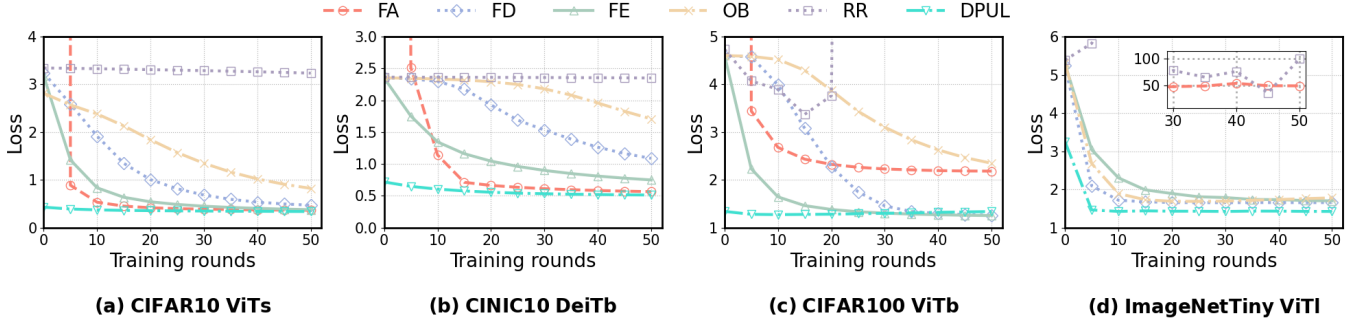 FA FD FE OB RR DPUL
4 3 2 1 0
Loss
0 10 20 30 40 50
Training rounds
(a) CIFAR10 ViTs
3.0 2.5 2.0 1.5 1.0 0.5 0.0
Loss
0 10 20 30 40 50
Training rounds
(b) CINIC10 DeiTb
5 4 3 2 1
Loss
0 10 20 30 40 50
Training rounds
(c) CIFAR100 ViTb
6 5 4 3 2 1
Loss
100 50
30 40 50
0 10 20 30 40 50
Training rounds
(d) ImageNetTiny ViTl